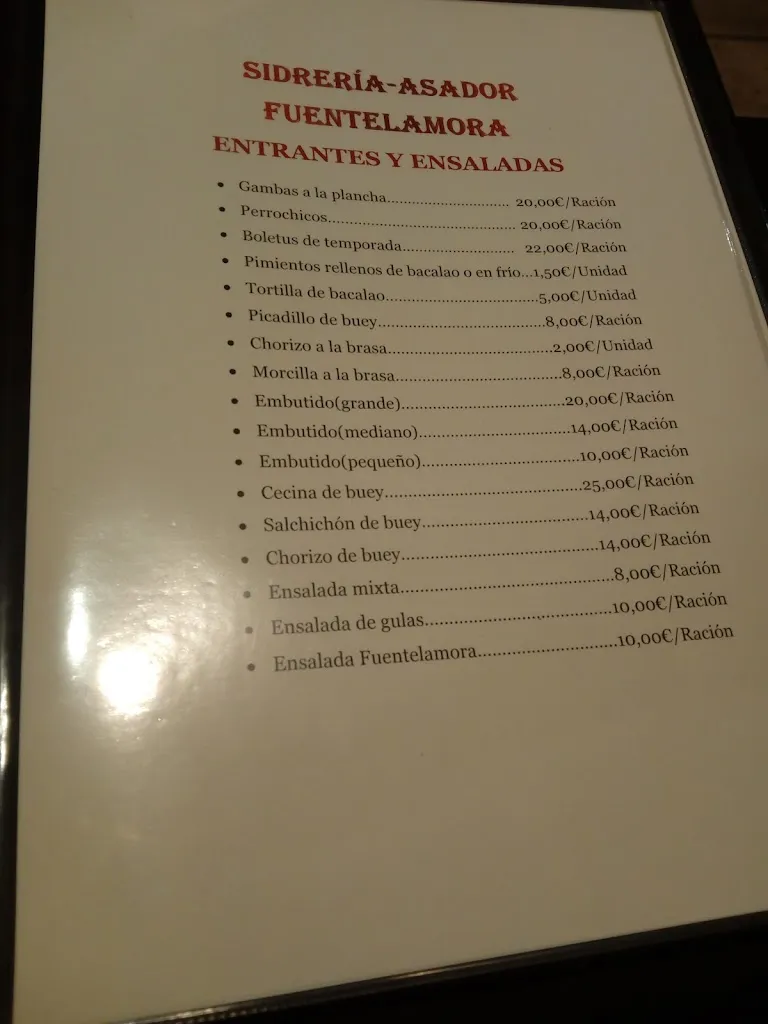 SIDRERÍA-ASADOR
FUENTELAMORA
ENTRANTES Y ENSALADAS
• Gambas a la plancha.............................. 20,00€/Ración
• Perrochicos.............................................. 20,00€/Ración
• Boletus de temporada........................... 22,00€/Ración
• Pimientos rellenos de bacalao o en frío...1,50€/Unidad
• Tortilla de bacalao.....................................5,00€/Unidad
• Picadillo de buey.........................................8,00€/Ración
• Chorizo a la brasa........................................2,00€/Unidad
• Morcilla a la brasa........................................8,00€/Ración
• Embutido(grande).......................................20,00€/Ración
• Embutido(mediano)....................................14,00€/Ración
• Embutido(pequeño).....................................10,00€/Ración
• Cecina de buey...............................................25,00€/Ración
• Salchichón de buey.......................................14,00€/Ración
• Chorizo de buey.............................................14,00€/Ración
• Ensalada mixta................................................8,00€/Ración
• Ensalada de gulas..........................................10,00€/Ración
• Ensalada Fuentelamora................................10,00€/Ración